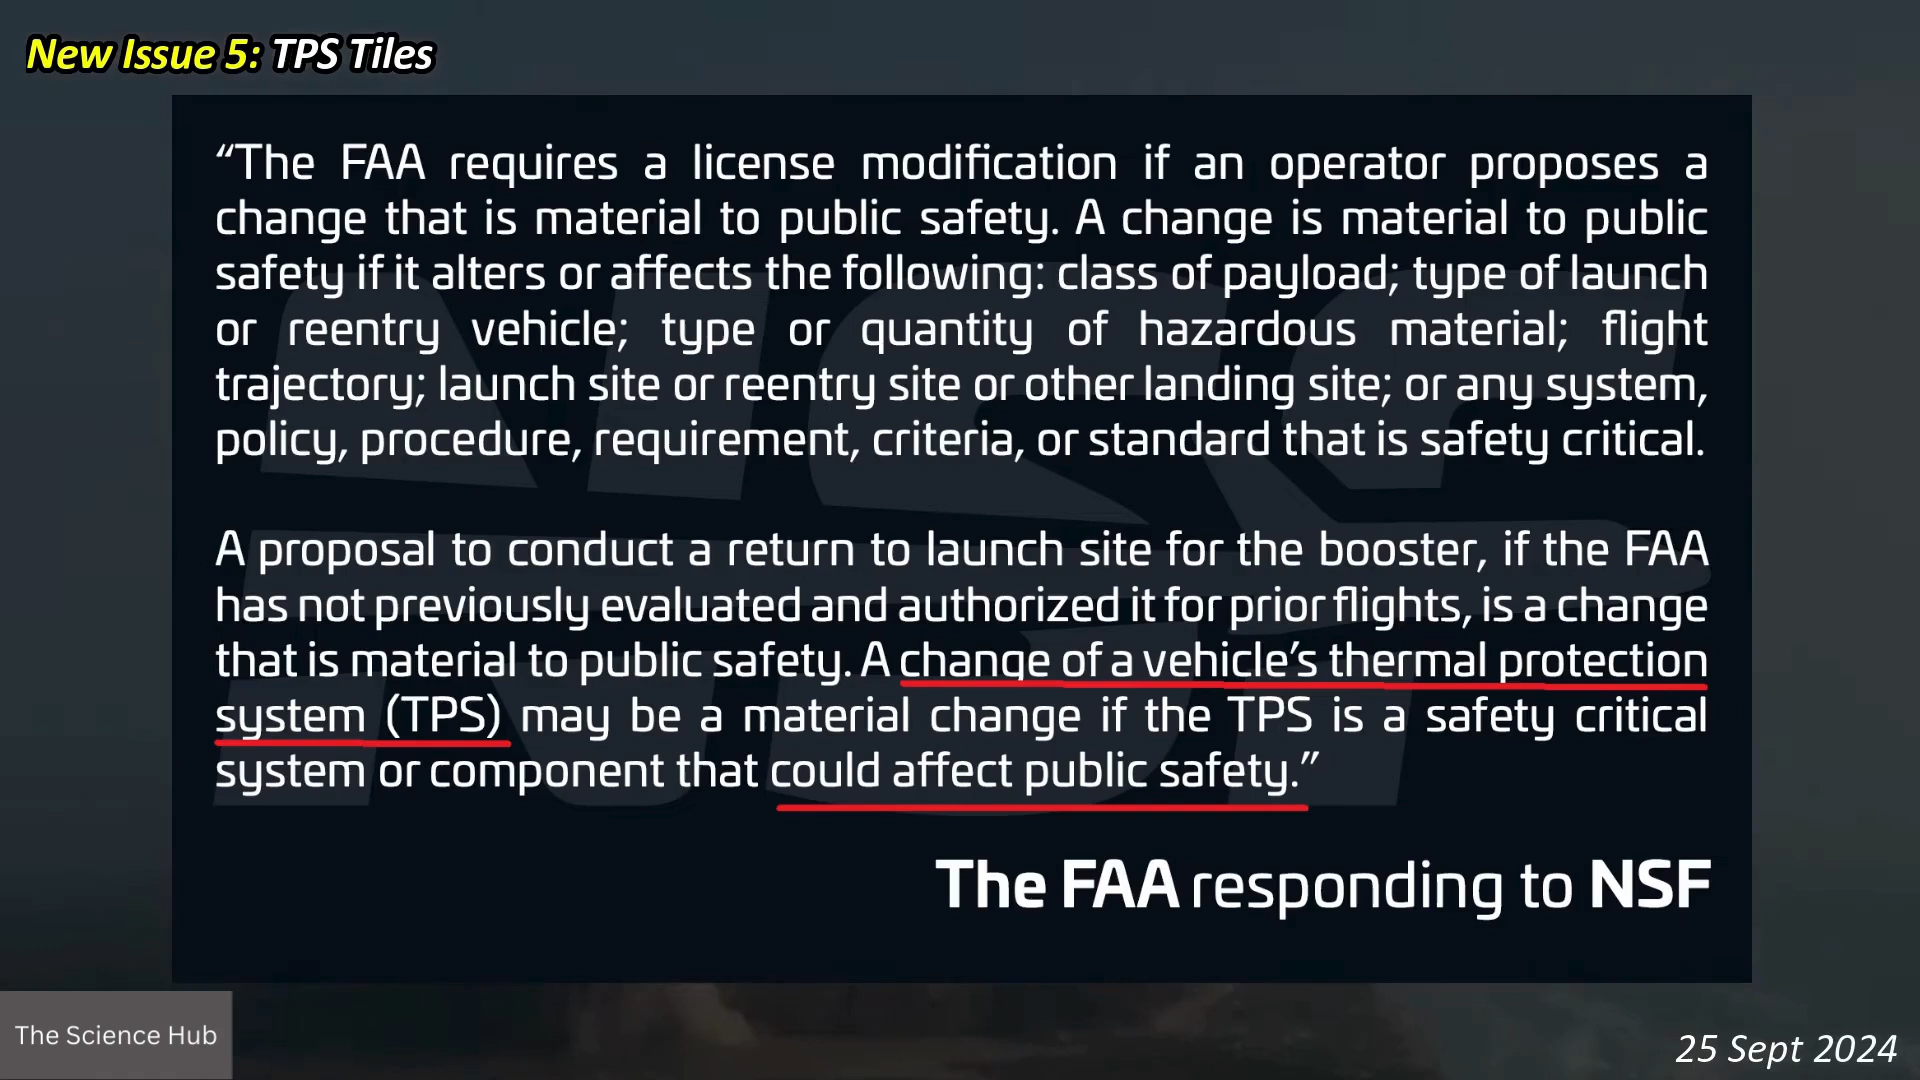 New Issue 5: TPS Tiles
“The FAA requires a license modification if an operator proposes a
change that is material to public safety. A change is material to public
safety if it alters or affects the following: class of payload; type of launch
or reentry vehicle; type or quantity of hazardous material; flight
trajectory; launch site or reentry site or other landing site; or any system,
policy, procedure, requirement, criteria, or standard that is safety critical.
A proposal to conduct a return to launch site for the booster, if the FAA
has not previously evaluated and authorized it for prior flights, is a change
that is material to public safety. A change of a vehicle’s thermal protection
system (TPS) may be a material change if the TPS is a safety critical
system or component that could affect public safety.”
The FAA responding to NSF
The Science Hub
25 Sept 2024